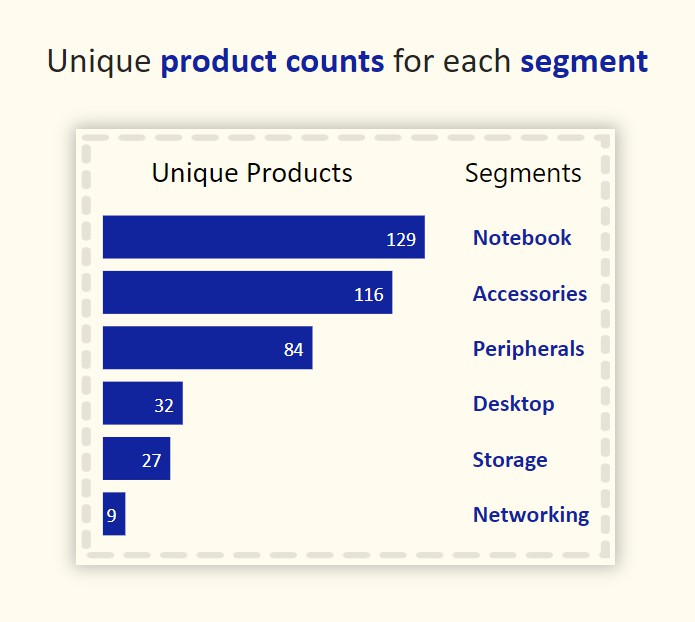 Unique product counts for each segment
Unique Products Segments
129 Notebook
116 Accessories
84 Peripherals
32 Desktop
27 Storage
9 Networking